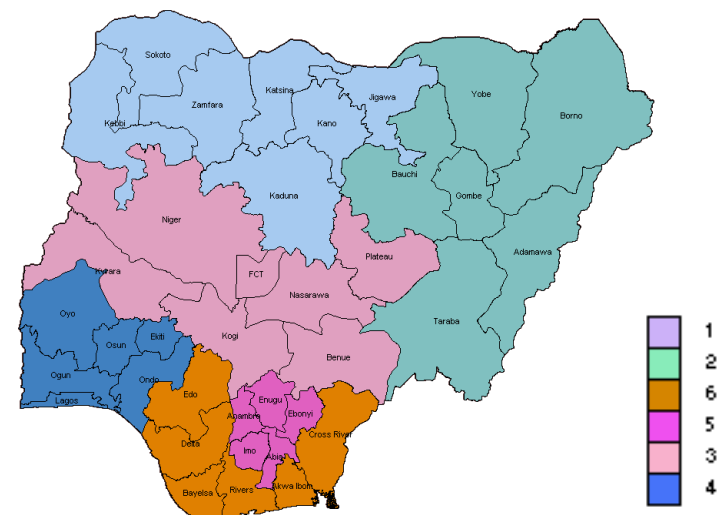 Sokoto
Katsina
Zamfara
Kebbi
Kano
Jigawa
Yobe
Borno
Bauchi
Gombe
Kaduna
Niger
Adamawa
Plateau
FCT
Kwara
Nasarawa
Taraba
Oyo
Osun
Ekiti
Kogi
Benue
Ogun
Ondo
Lagos
Edo
Enugu
Anambra
Ebonyi
Cross River
Delta
Imo
Abia
Bayelsa
Rivers
Akwa Ibom
1
2
6
5
3
4